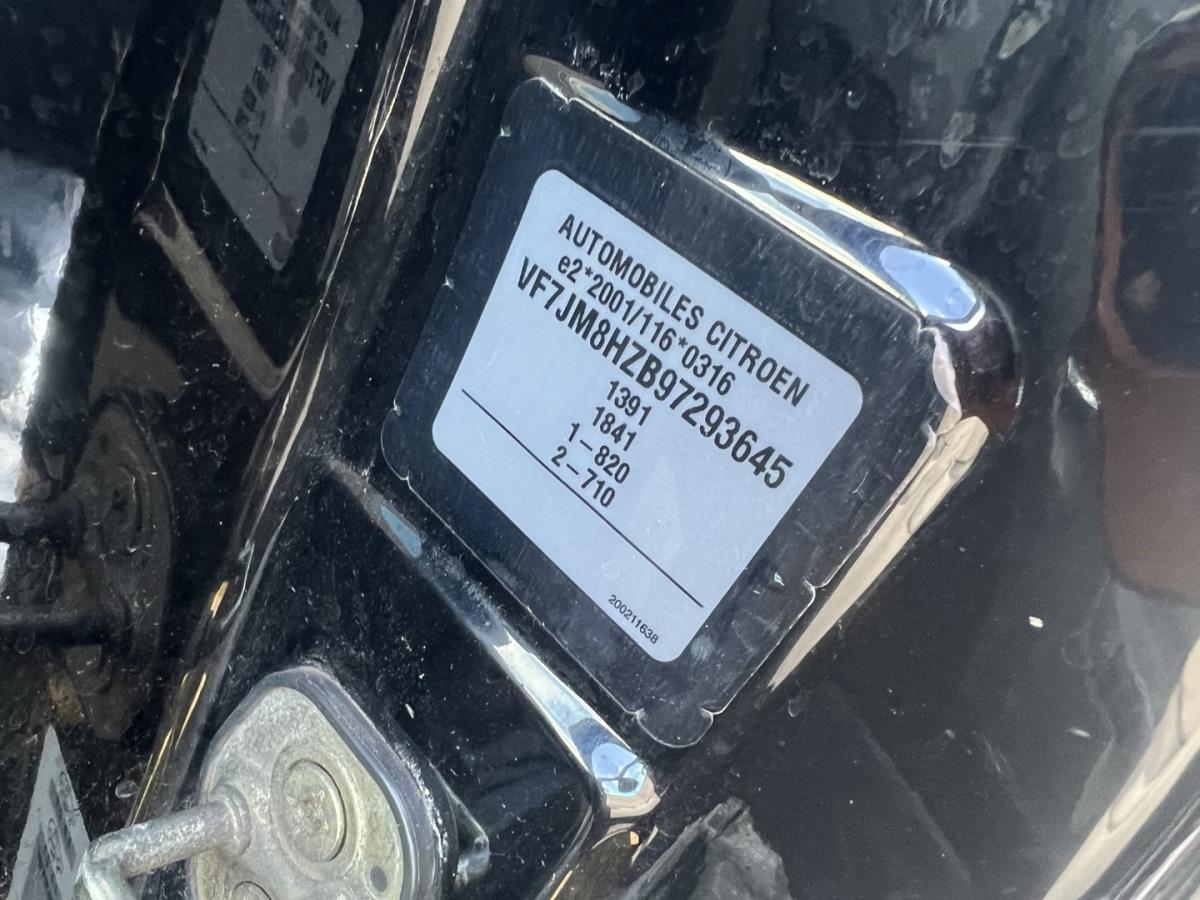 AUTOMOBILES CITROEN
e2*2001/116*0316
VF7JM8HZB97293645
1391
1841
1-820
2-710
200211638